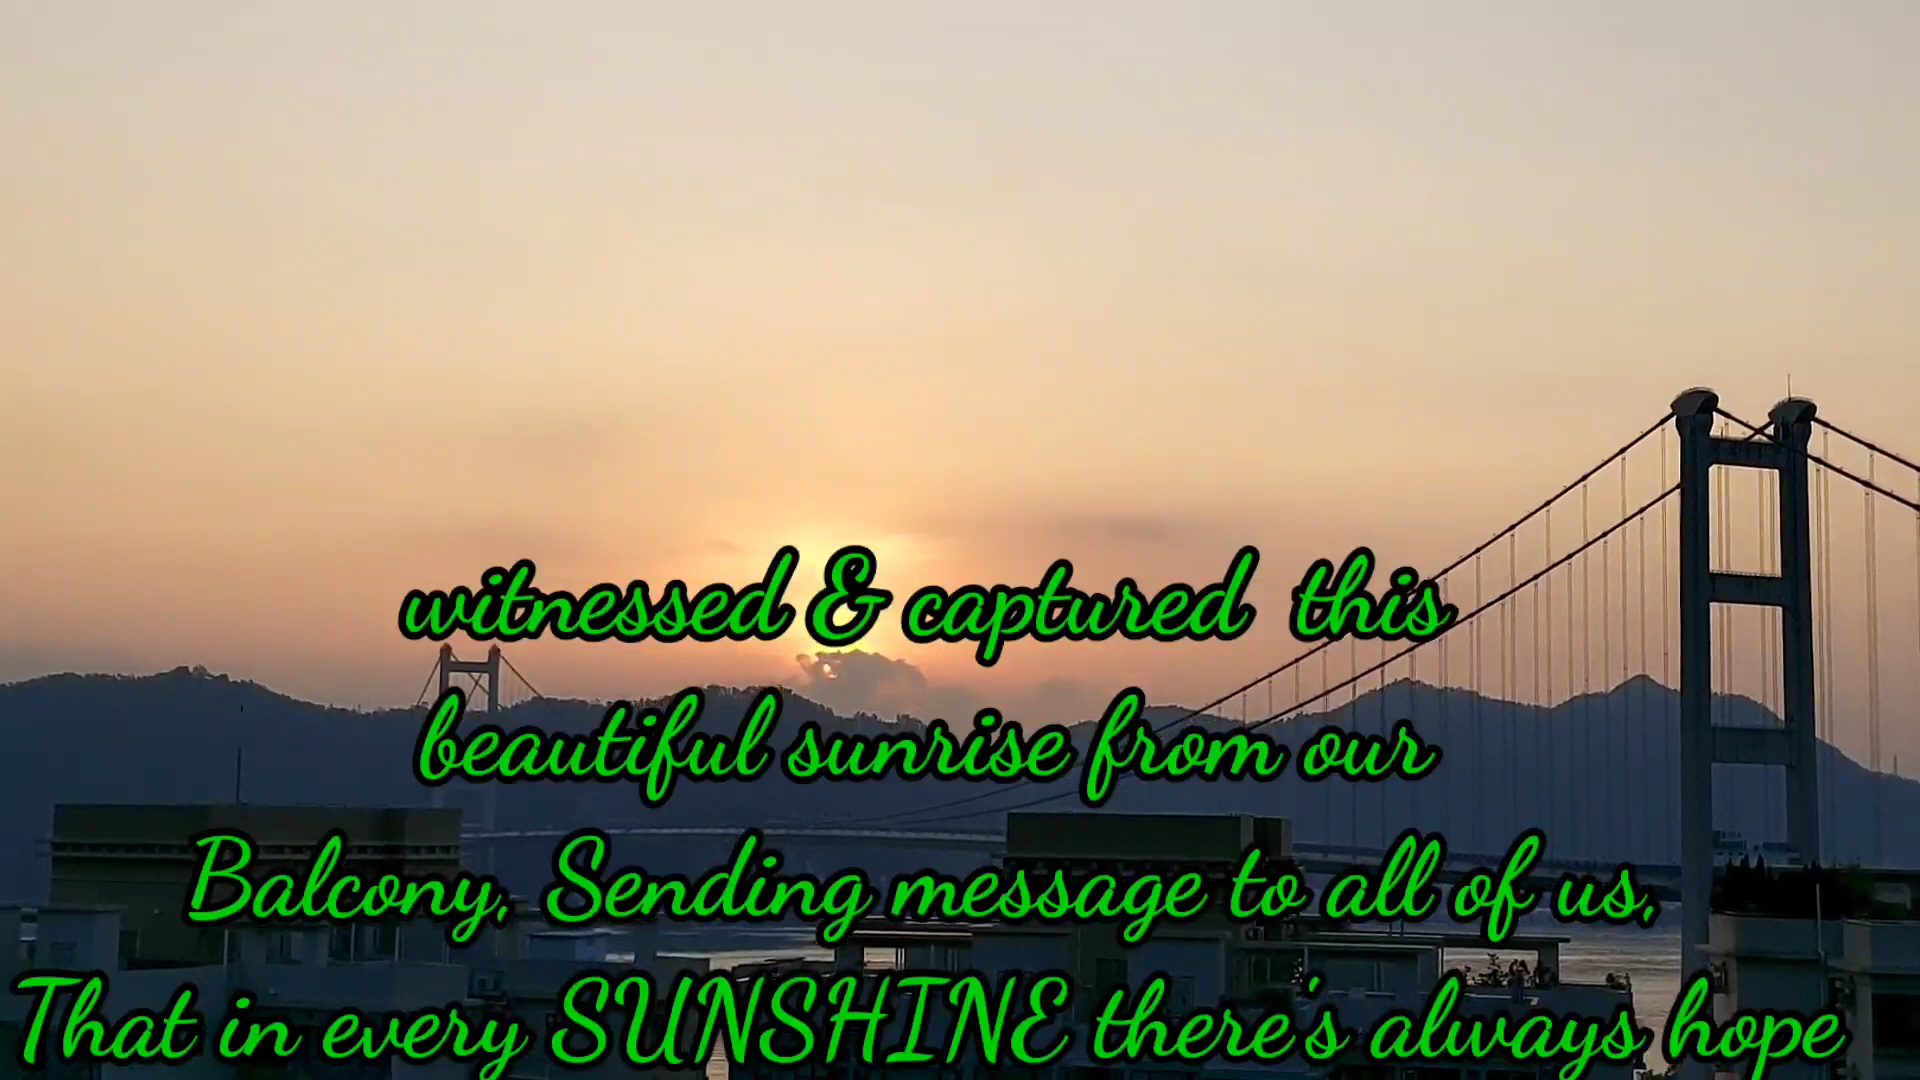 witnessed & captured this
beautiful sunrise from our
Balcony, Sending message to all of us,
That in every SUNSHINE there's always hope